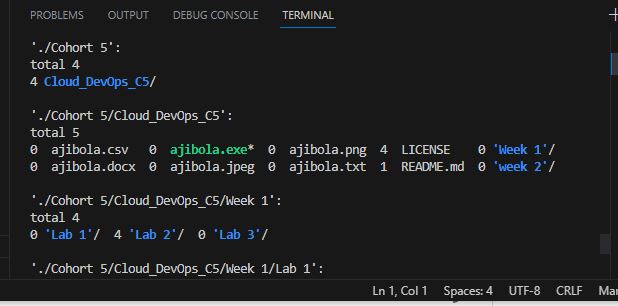 PROBLEMS OUTPUT DEBUG CONSOLE TERMINAL
'./Cohort 5':
total 4
4 Cloud_DevOps_C5/
'./Cohort 5/Cloud_DevOps_C5':
total 5
0 ajibola.csv 0 ajibola.exe* 0 ajibola.png 4 LICENSE 0 'Week 1'/
0 ajibola.docx 0 ajibola.jpeg 0 ajibola.txt 1 README.md 0 'week 2'/
'./Cohort 5/Cloud_DevOps_C5/Week 1':
total 4
0 'Lab 1'/ 4 'Lab 2'/ 0 'Lab 3'/
'./Cohort 5/Cloud_DevOps_C5/Week 1/Lab 1':
Ln 1, Col 1 Spaces: 4 UTF-8 CRLF